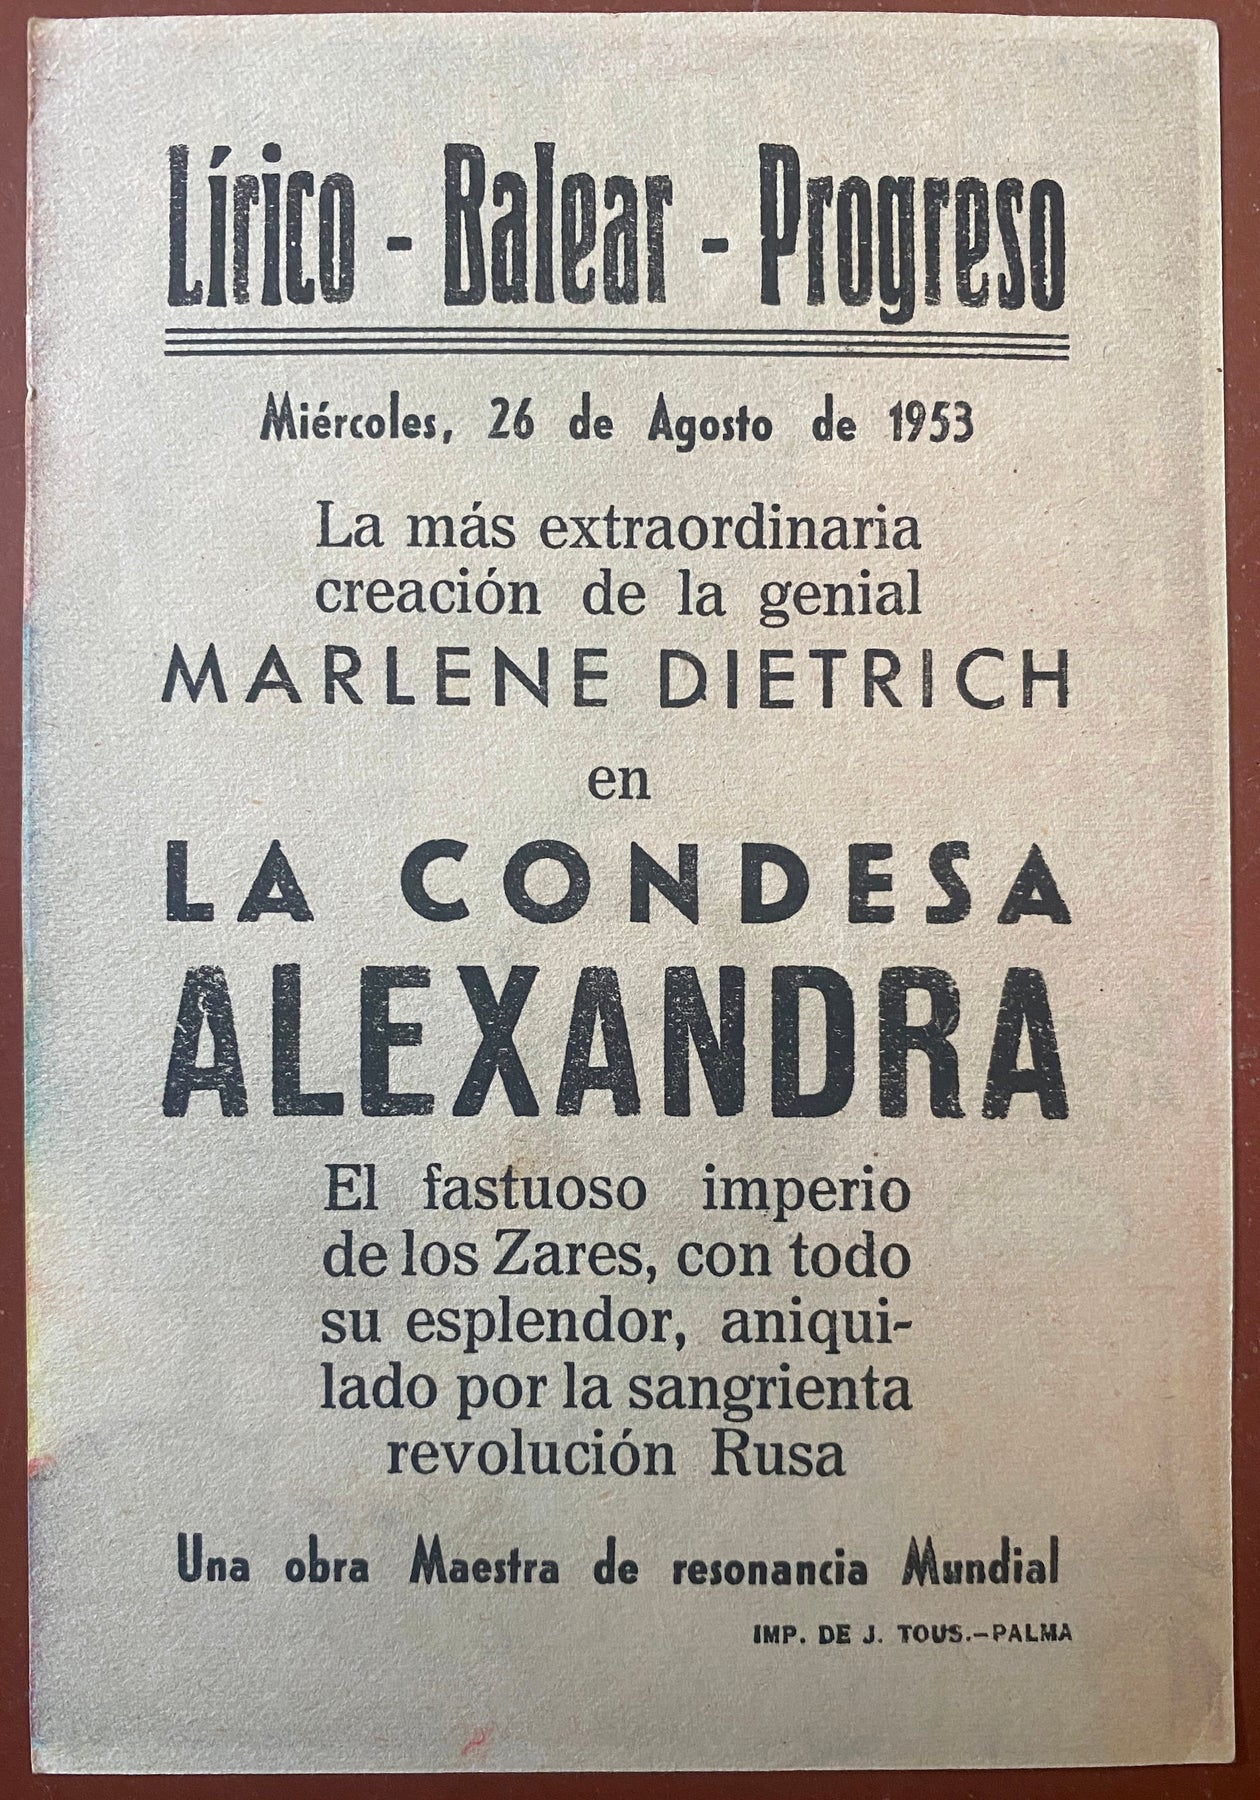 Lírico - Balear - Progreso
Miércoles, 26 de Agosto de 1953
La más extraordinaria
creación de la genial
MARLENE DIETRICH
en
LA CONDESA
ALEXANDRA
El fastuoso imperio
de los Zares, con todo
su esplendor, aniqui-
lado por la sangrienta
revolución Rusa
Una obra Maestra de resonancia Mundial
IMP. DE J. TOUS.-PALMA